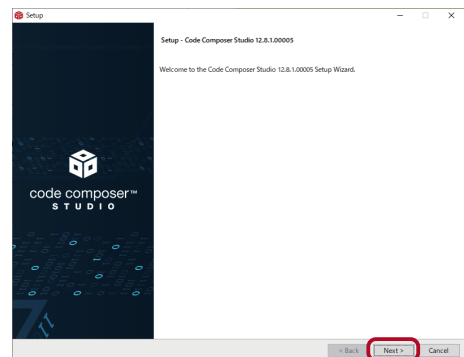 Setup
Setup - Code Composer Studio 12.8.1.00005
Welcome to the Code Composer Studio 12.8.1.00005 Setup Wizard.
code composer™
STUDIO
< Back
Next >
Cancel